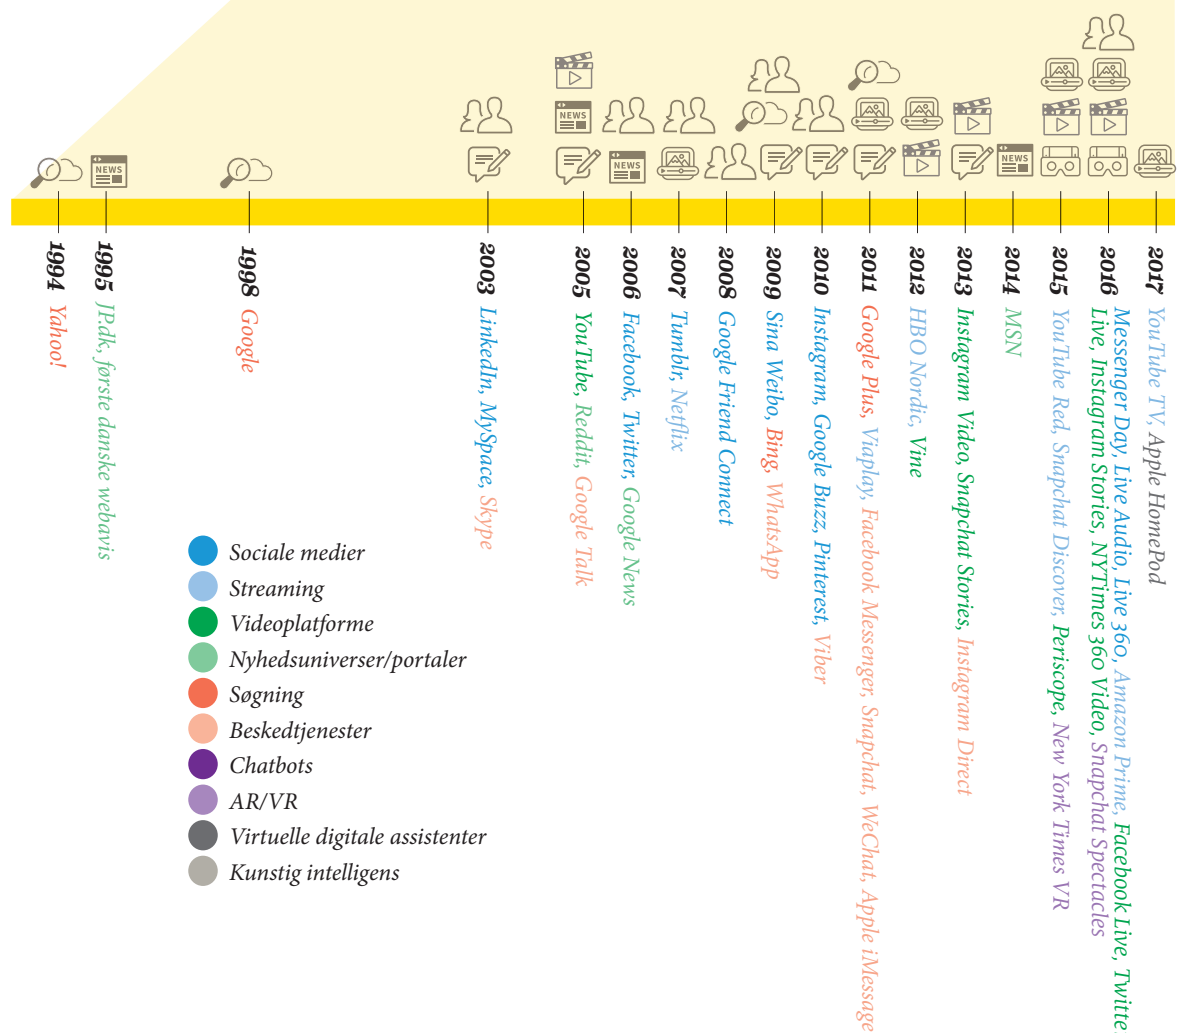 NEWS
NEWS
NEWS
NEWS
1994 Yahoo!
1995 JP.dk, første danske webavis
1998 Google
2003 LinkedIn, MySpace, Skype
2005 YouTube, Reddit, Google Talk
2006 Facebook, Twitter, Google News
2007 Tumblr, Netflix
2008 Google Friend Connect
2009 Sina Weibo, Bing, WhatsApp
2010 Instagram, Google Buzz, Pinterest, Viber
2011 Google Plus, Viaplay, Facebook Messenger, Snapchat, WeChat, Apple iMessage
2012 HBO Nordic, Vine
2013 Instagram Video, Snapchat Stories, Instagram Direct
2014 MSN
2015 YouTube Red, Snapchat Discover, Periscope, New York Times VR
2016 Messenger Day, Live Audio, Live 360, Amazon Prime, Facebook Live, Twitte
Live, Instagram Stories, NYTimes 360 Video, Snapchat Spectacles
2017 YouTube TV, Apple HomePod
Sociale medier
Streaming
Videoplatforme
Nyhedsuniverser/portaler
Søgning
Beskedtjenester
Chatbots
AR/VR
Virtuelle digitale assistenter
Kunstig intelligens